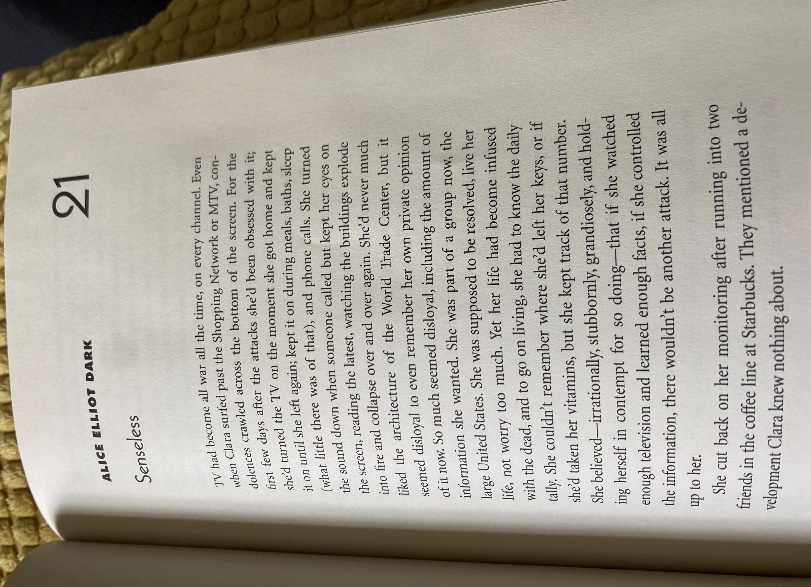 21
ALICE ELLIOT DARK
Senseless
TV had become all war all the time, on every channel. Even
when Clara surfed past the Shopping Network or MTV, con-
dolences crawled across the bottom of the screen. For the
first few days after the attacks she'd been obsessed with it;
she'd turned the TV on the moment she got home and kept
it on until she left again; kept it on during meals, baths, sleep
(what little there was of that), and phone calls. She turned
the sound down when someone called but kept her eyes on
the screen, reading the latest, watching the buildings explode
into fire and collapse over and over again. She'd never much
liked the architecture of the World Trade Center, but it
seemed disloyal to even remember her own private opinion
of it now. So much seemed disloyal, including the amount of
information she wanted. She was part of a group now, the
large United States. She was supposed to be resolved, live her
life, not worry too much. Yet her life had become infused
with the dead, and to go on living, she had to know the daily
tally. She couldn't remember where she'd left her keys, or if
she'd taken her vitamins, but she kept track of that number.
She believed—irrationally, stubbornly, grandiosely, and hold-
ing herself in contempt for so doing—that if she watched
enough television and learned enough facts, if she controlled
the information, there wouldn't be another attack. It was all
up to her.
She cut back on her monitoring after running into two
friends in the coffee line at Starbucks. They mentioned a de-
velopment Clara knew nothing about.